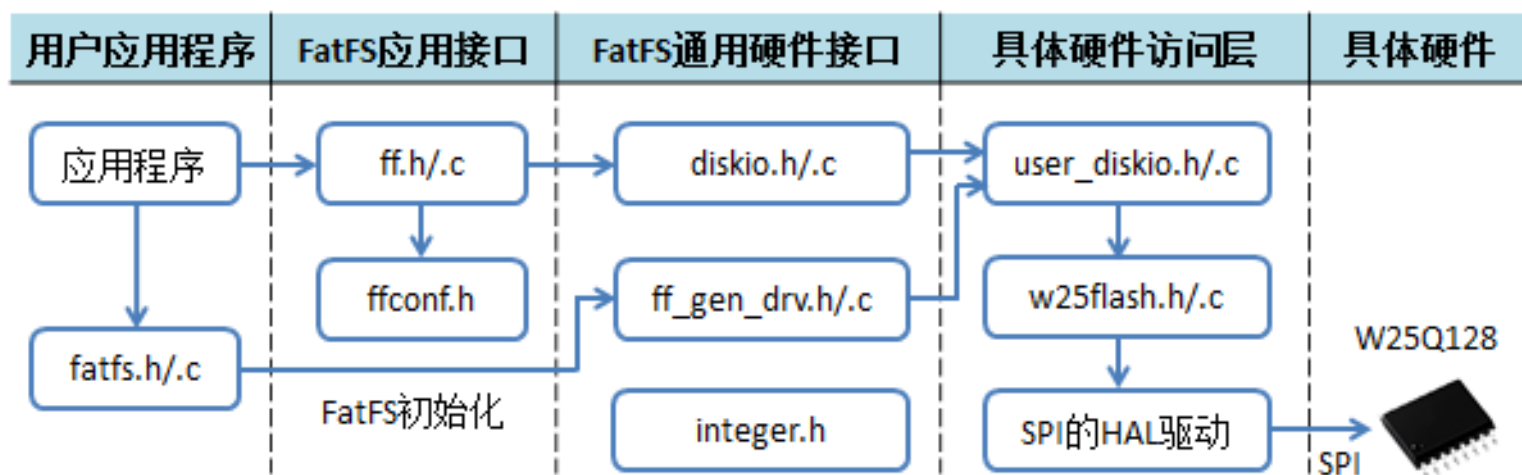 用户应用程序
FatFS应用接口
FatFS通用硬件接口
具体硬件访问层
具体硬件
应用程序
ff.h/.c
diskio.h/.c
user_diskio.h/.c
ffconf.h
ff_gen_drv.h/.c
w25flash.h/.c
fatfs.h/.c
W25Q128
FatFS初始化
integer.h
SPI的HAL驱动
SPI